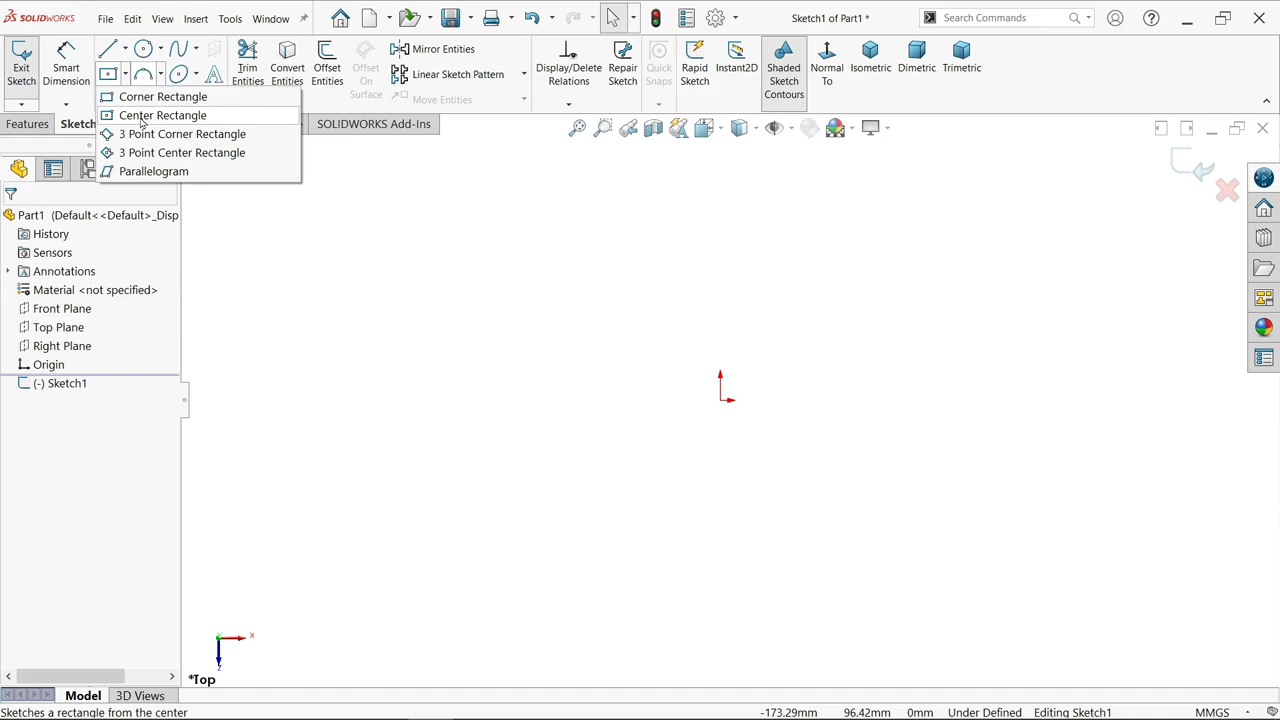 SOLIDWORKS File Edit View Insert Tools Window Sketch1 of Part1 * Search Commands
Exit Sketch
Smart Dimension
Trim Entities
Convert Entities
Offset Entities
Offset On Surface
Mirror Entities
Linear Sketch Pattern
Move Entities
Display/Delete Relations
Repair Sketch
Quick Snaps
Rapid Sketch
Instant2D
Shaded Sketch Contours
Normal To
Isometric
Dimetric
Trimetric
Corner Rectangle
Center Rectangle
3 Point Corner Rectangle
3 Point Center Rectangle
Parallelogram
Features Sketch SOLIDWORKS Add-Ins
Part1 (Default<<Default>_Disp
History
Sensors
Annotations
Material <not specified>
Front Plane
Top Plane
Right Plane
Origin
(-) Sketch1
Y X
Z
*Top
Model 3D Views
Sketches a rectangle from the center -173.29mm 96.42mm 0mm Under Defined Editing Sketch1 MMGS